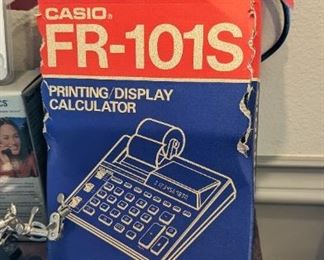 CASIO®
FR-101S
PRINTING/DISPLAY
CALCULATOR